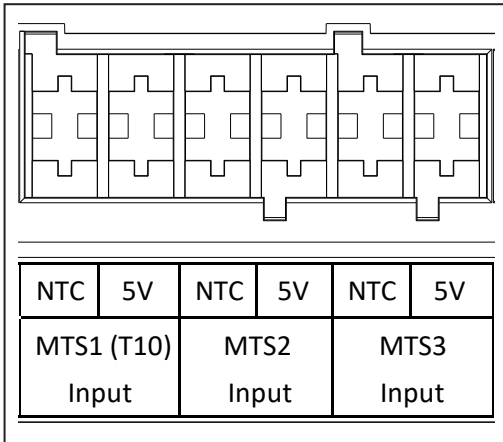 NTC 5V NTC 5V NTC 5V
MTS1 (T10) MTS2 MTS3
Input Input Input